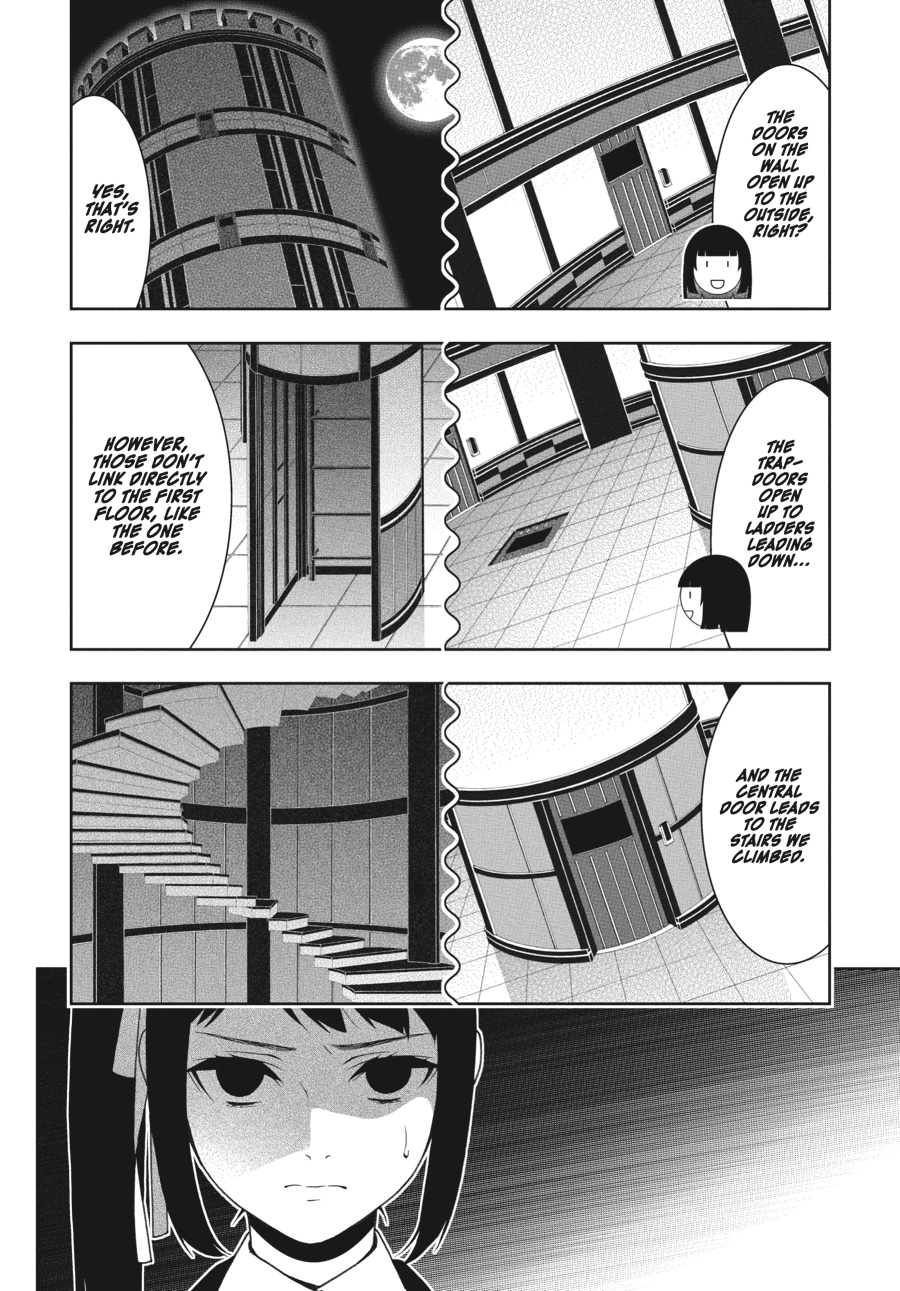 THE
DOORS
ON THE
WALL
OPEN UP
TO THE
OUTSIDE,
RIGHT?
YES,
THAT'S
RIGHT.
THE
TRAP-
DOORS
OPEN
UP TO
LADDERS
LEADING
DOWN...
HOWEVER,
THOSE DON'T
LINK DIRECTLY
TO THE FIRST
FLOOR, LIKE
THE ONE
BEFORE.
AND THE
CENTRAL
DOOR LEADS
TO THE
STAIRS WE
CLIMBED.